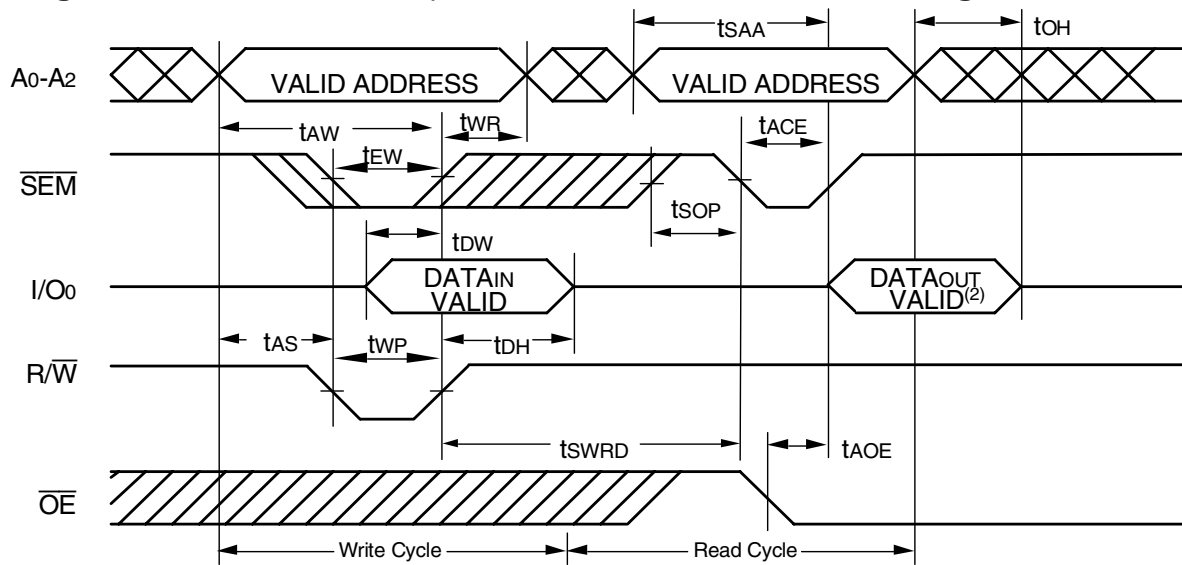 tSAA
tOH
A0-A2
VALID ADDRESS
VALID ADDRESS
tAW
tWR
tACE
tEW
SEM
tSOP
tDW
I/O0
DATAIN
VALID
DATAOUT
VALID(2)
tAS
tWP
tDH
R/W
tSWRD
tAOE
OE
Write Cycle
Read Cycle